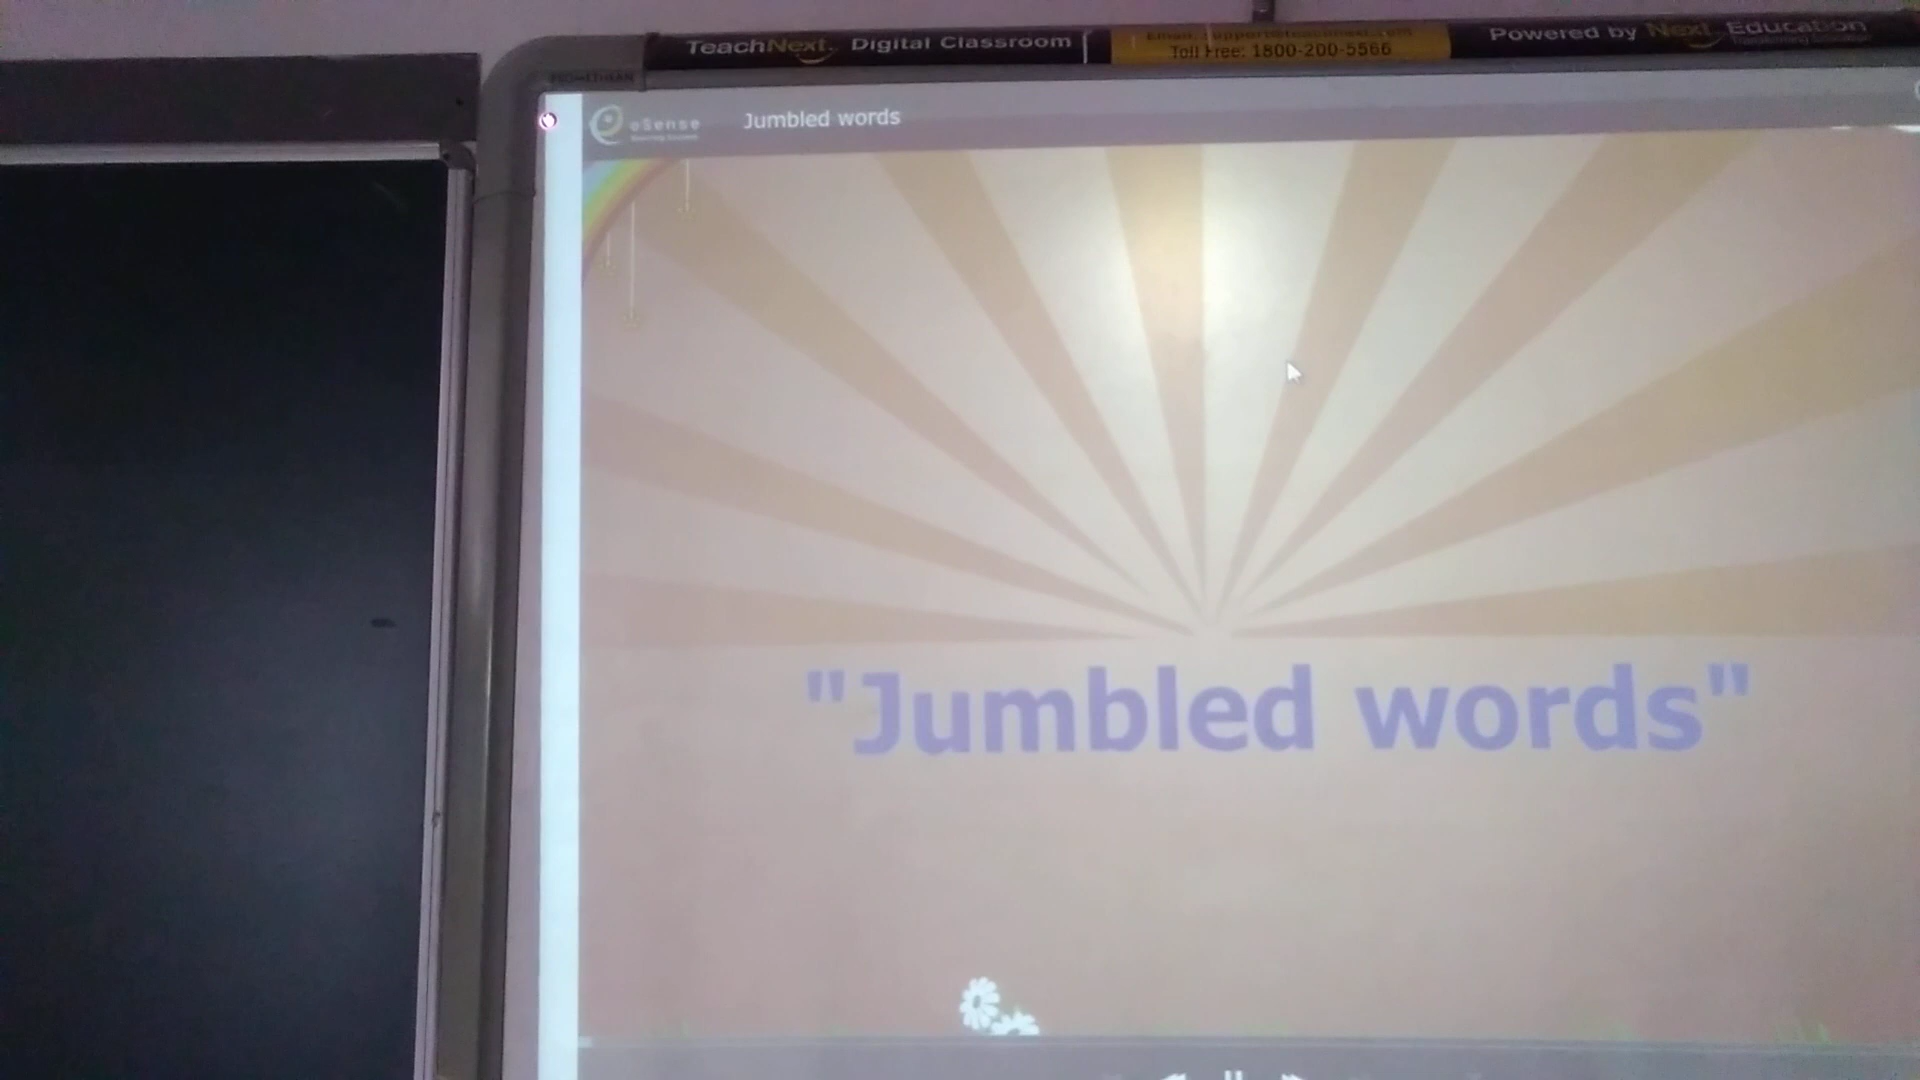 TeachNext Digital Classroom
Toll Free: 1800-200-5566
Powered by Next Education
eSense
Jumbled words
"Jumbled words"